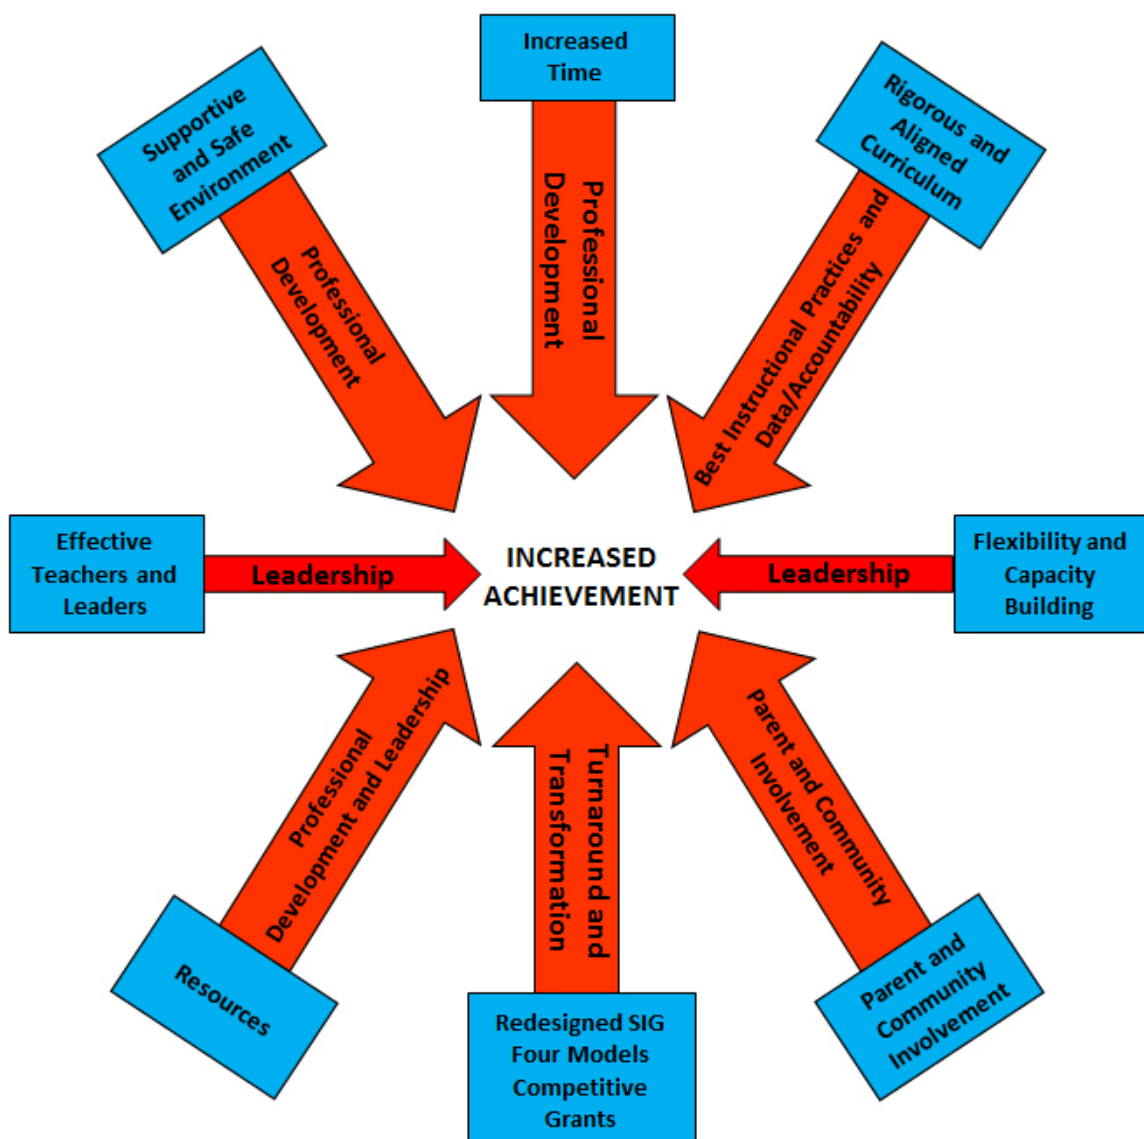 Increased
Time
Supportive
and Safe
Environment
Rigorous and
Aligned
Curriculum
Professional
Development
Professional
Development
Best Instructional Practices and
Data/Accountability
Effective
Teachers and
Leaders
Leadership
INCREASED
ACHIEVEMENT
Leadership
Flexibility and
Capacity
Building
Professional
Development and Leadership
Turnaround and
Transformation
Parent and Community
Involvement
Resources
Redesigned SIG
Four Models
Competitive
Grants
Parent and
Community
Involvement